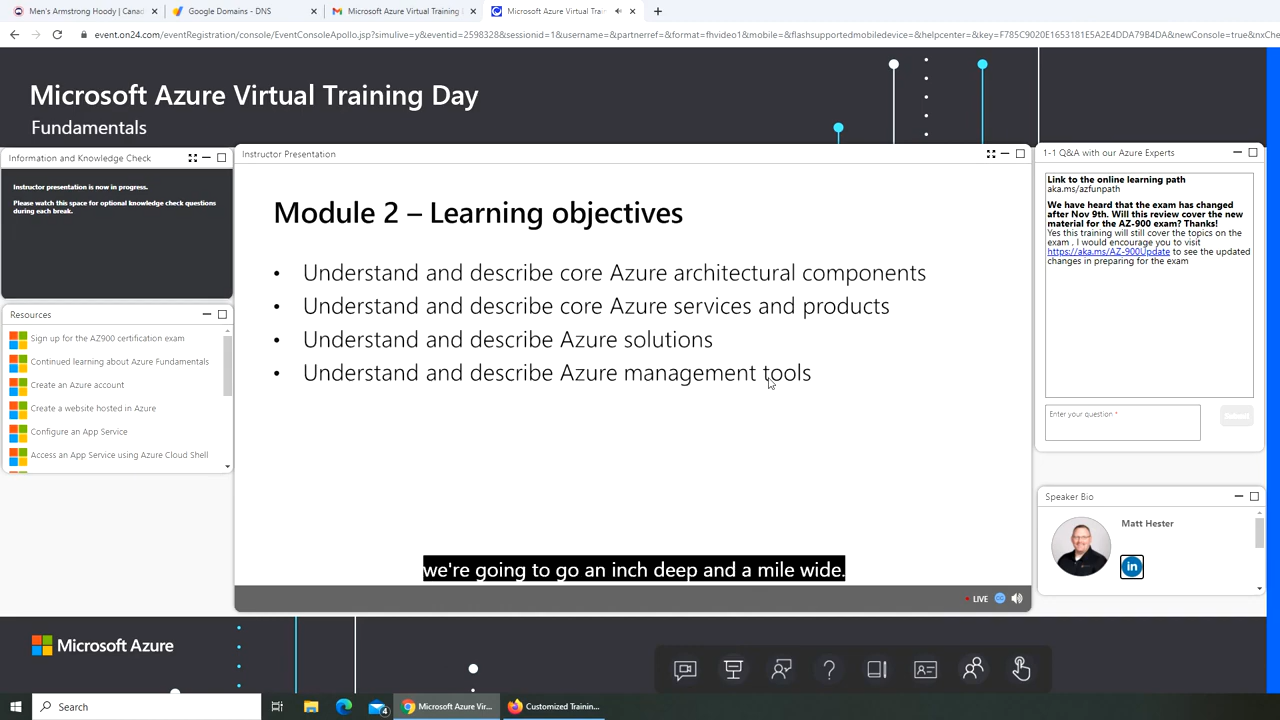 Men's Armstrong Hoody | Canad
Google Domains - DNS
Microsoft Azure Virtual Training
Microsoft Azure Virtual Train
event.on24.com/eventRegistration/console/EventConsoleApollo.jsp?simulive=y&eventid=2598328&sessionid=1&username=&partnerref=&format=fhvideo1&mobile=&flashsupportedmobiledevice=&helpcenter=&key=F785C9020E1653181E5A2E4DDA79B4DA&newConsole=true&nxChe
Microsoft Azure Virtual Training Day
Fundamentals
Information and Knowledge Check
Instructor presentation is now in progress.
Please watch this space for optional knowledge check questions
during each break.
Resources
Sign up for the AZ900 certification exam
Continued learning about Azure Fundamentals
Create an Azure account
Create a website hosted in Azure
Configure an App Service
Access an App Service using Azure Cloud Shell
Instructor Presentation
Module 2 – Learning objectives
• Understand and describe core Azure architectural components
• Understand and describe core Azure services and products
• Understand and describe Azure solutions
• Understand and describe Azure management tools
we're going to go an inch deep and a mile wide.
LIVE
1-1 Q&A with our Azure Experts
Link to the online learning path
aka.ms/azfunpath
We have heard that the exam has changed
after Nov 9th. Will this review cover the new
material for the AZ-900 exam? Thanks!
Yes this training will still cover the topics on the
exam , I would encourage you to visit
https://aka.ms/AZ-900Update to see the updated
changes in preparing for the exam
Enter your question *
Submit
Speaker Bio
Matt Hester
in
Microsoft Azure
Search
4
Microsoft Azure Vir...
Customized Trainin...